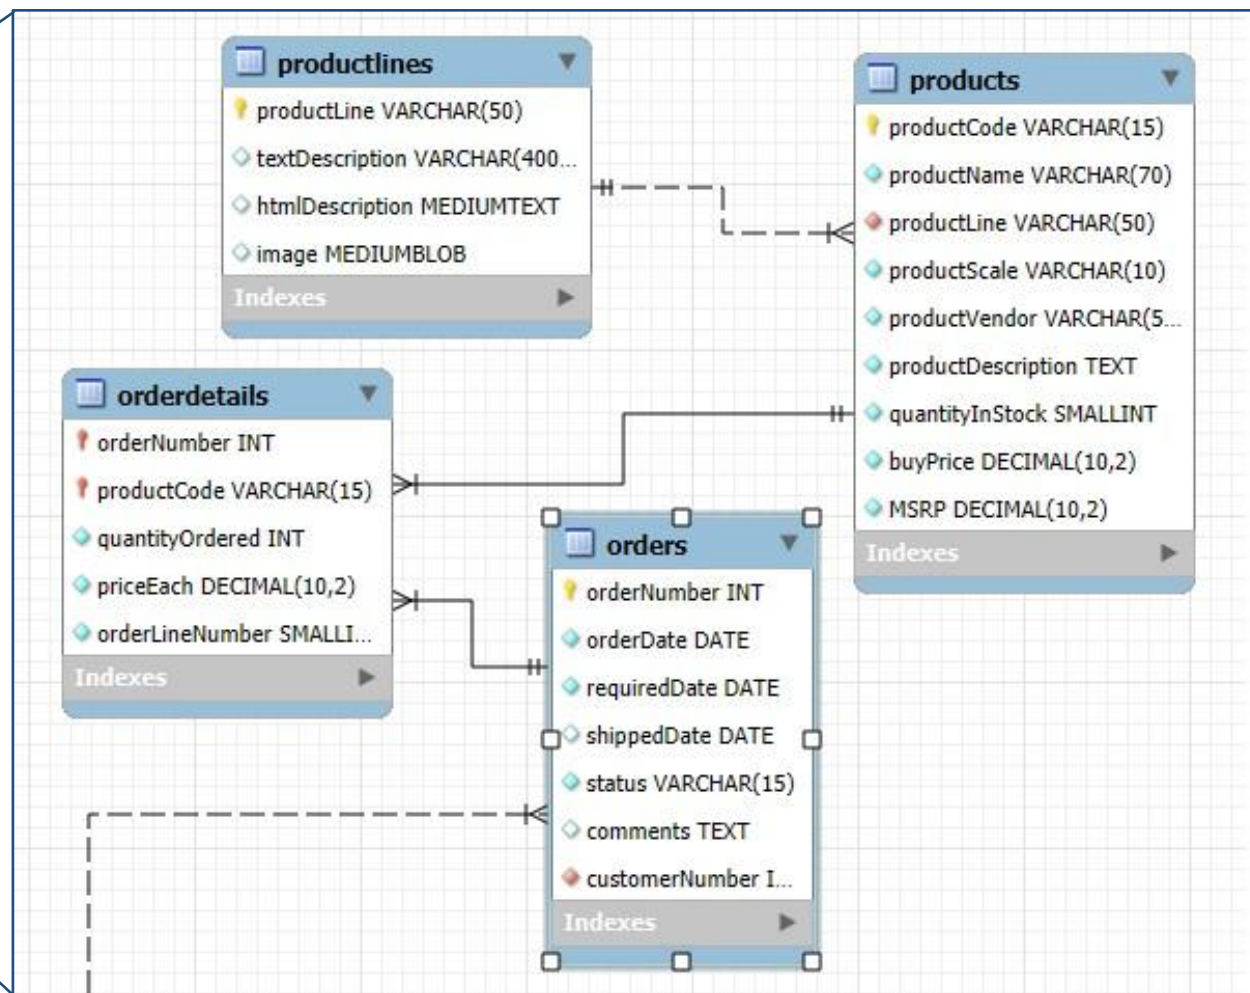 productlines
productLine VARCHAR(50)
textDescription VARCHAR(400...
htmlDescription MEDIUMTEXT
image MEDIUMBLOB
Indexes
products
productCode VARCHAR(15)
productName VARCHAR(70)
productLine VARCHAR(50)
productScale VARCHAR(10)
productVendor VARCHAR(5...
productDescription TEXT
quantityInStock SMALLINT
buyPrice DECIMAL(10,2)
MSRP DECIMAL(10,2)
Indexes
orderdetails
orderNumber INT
productCode VARCHAR(15)
quantityOrdered INT
priceEach DECIMAL(10,2)
orderLineNumber SMALLI...
Indexes
orders
orderNumber INT
orderDate DATE
requiredDate DATE
shippedDate DATE
status VARCHAR(15)
comments TEXT
customerNumber I...
Indexes